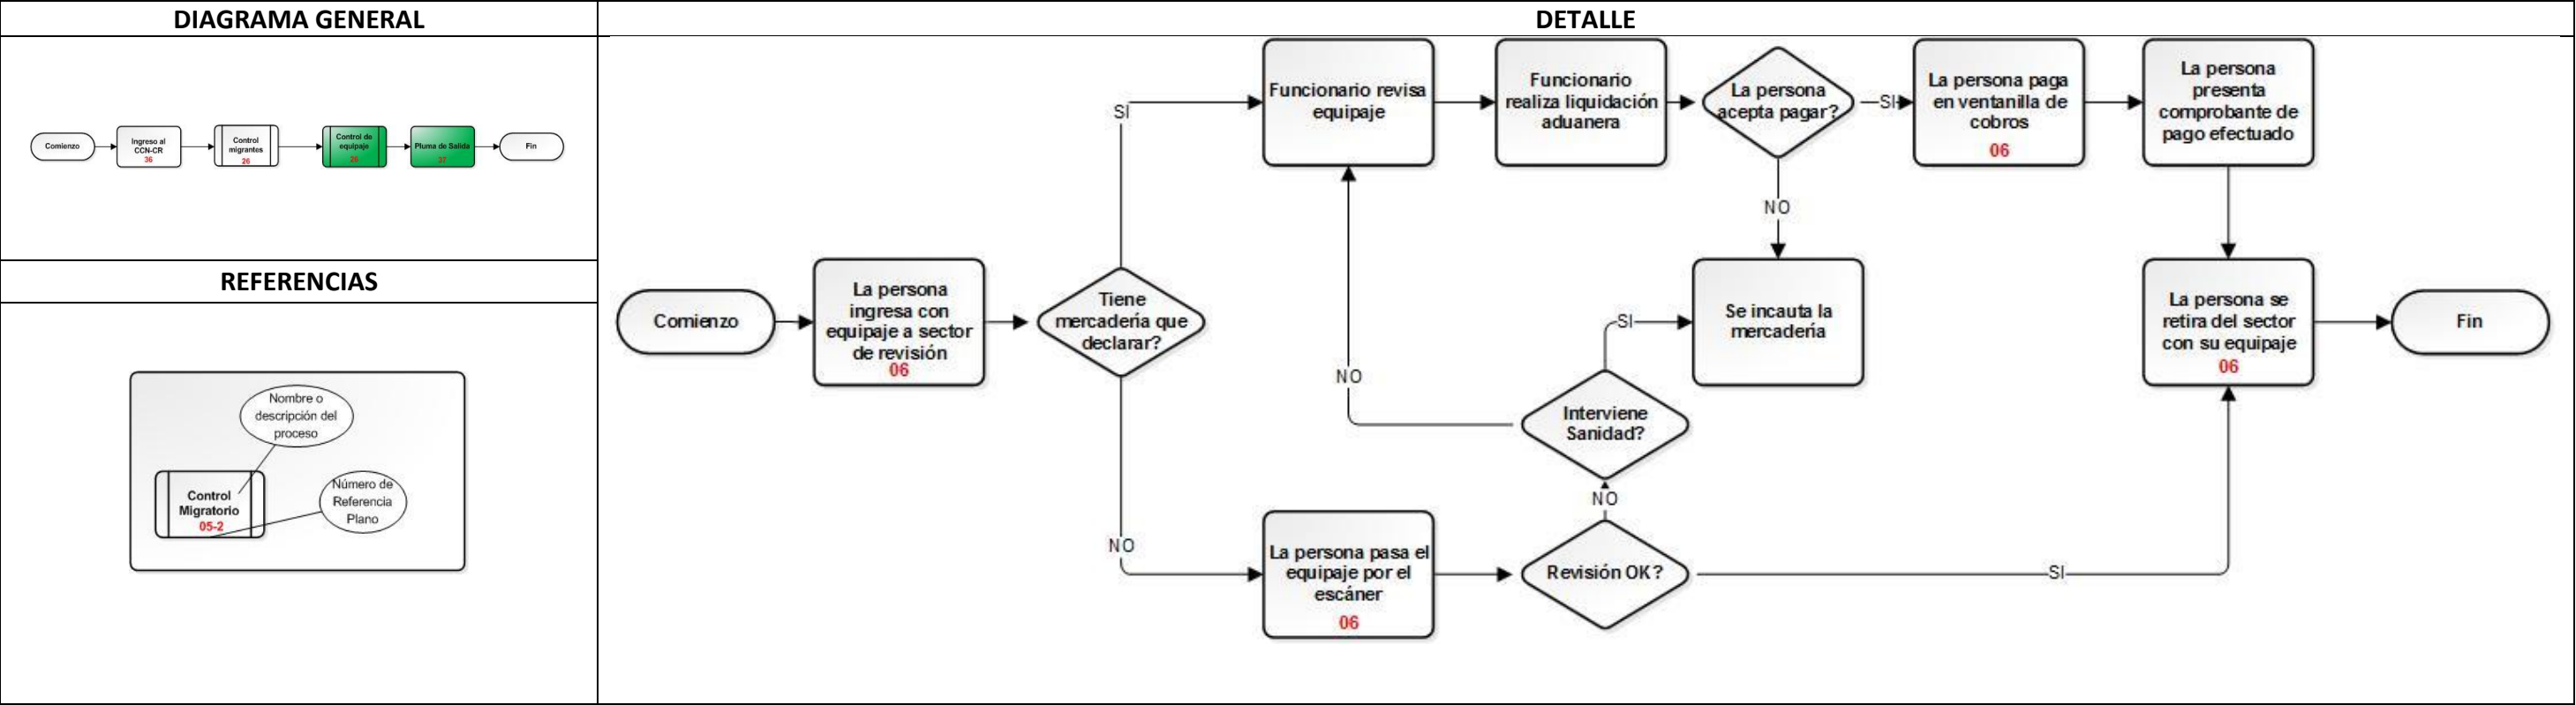 DIAGRAMA GENERAL
Comienzo
Ingreso al
CCN-CR
36
Control
migrantes
26
Control de
equipaje
26
Pluma de Salida
37
Fin
REFERENCIAS
Nombre o
descripción del
proceso
Control
Migratorio
05-2
Número de
Referencia
Plano
DETALLE
Comienzo
La persona
ingresa con
equipaje a sector
de revisión
06
Tiene
mercadería que
declarar?
SI
NO
Funcionario revisa
equipaje
Funcionario
realiza liquidación
aduanera
La persona
acepta pagar?
SI
NO
La persona paga
en ventanilla de
cobros
06
La persona
presenta
comprobante de
pago efectuado
Se incauta la
mercadería
SI
NO
Interviene
Sanidad?
NO
La persona pasa el
equipaje por el
escáner
06
Revisión OK?
SI
La persona se
retira del sector
con su equipaje
06
Fin